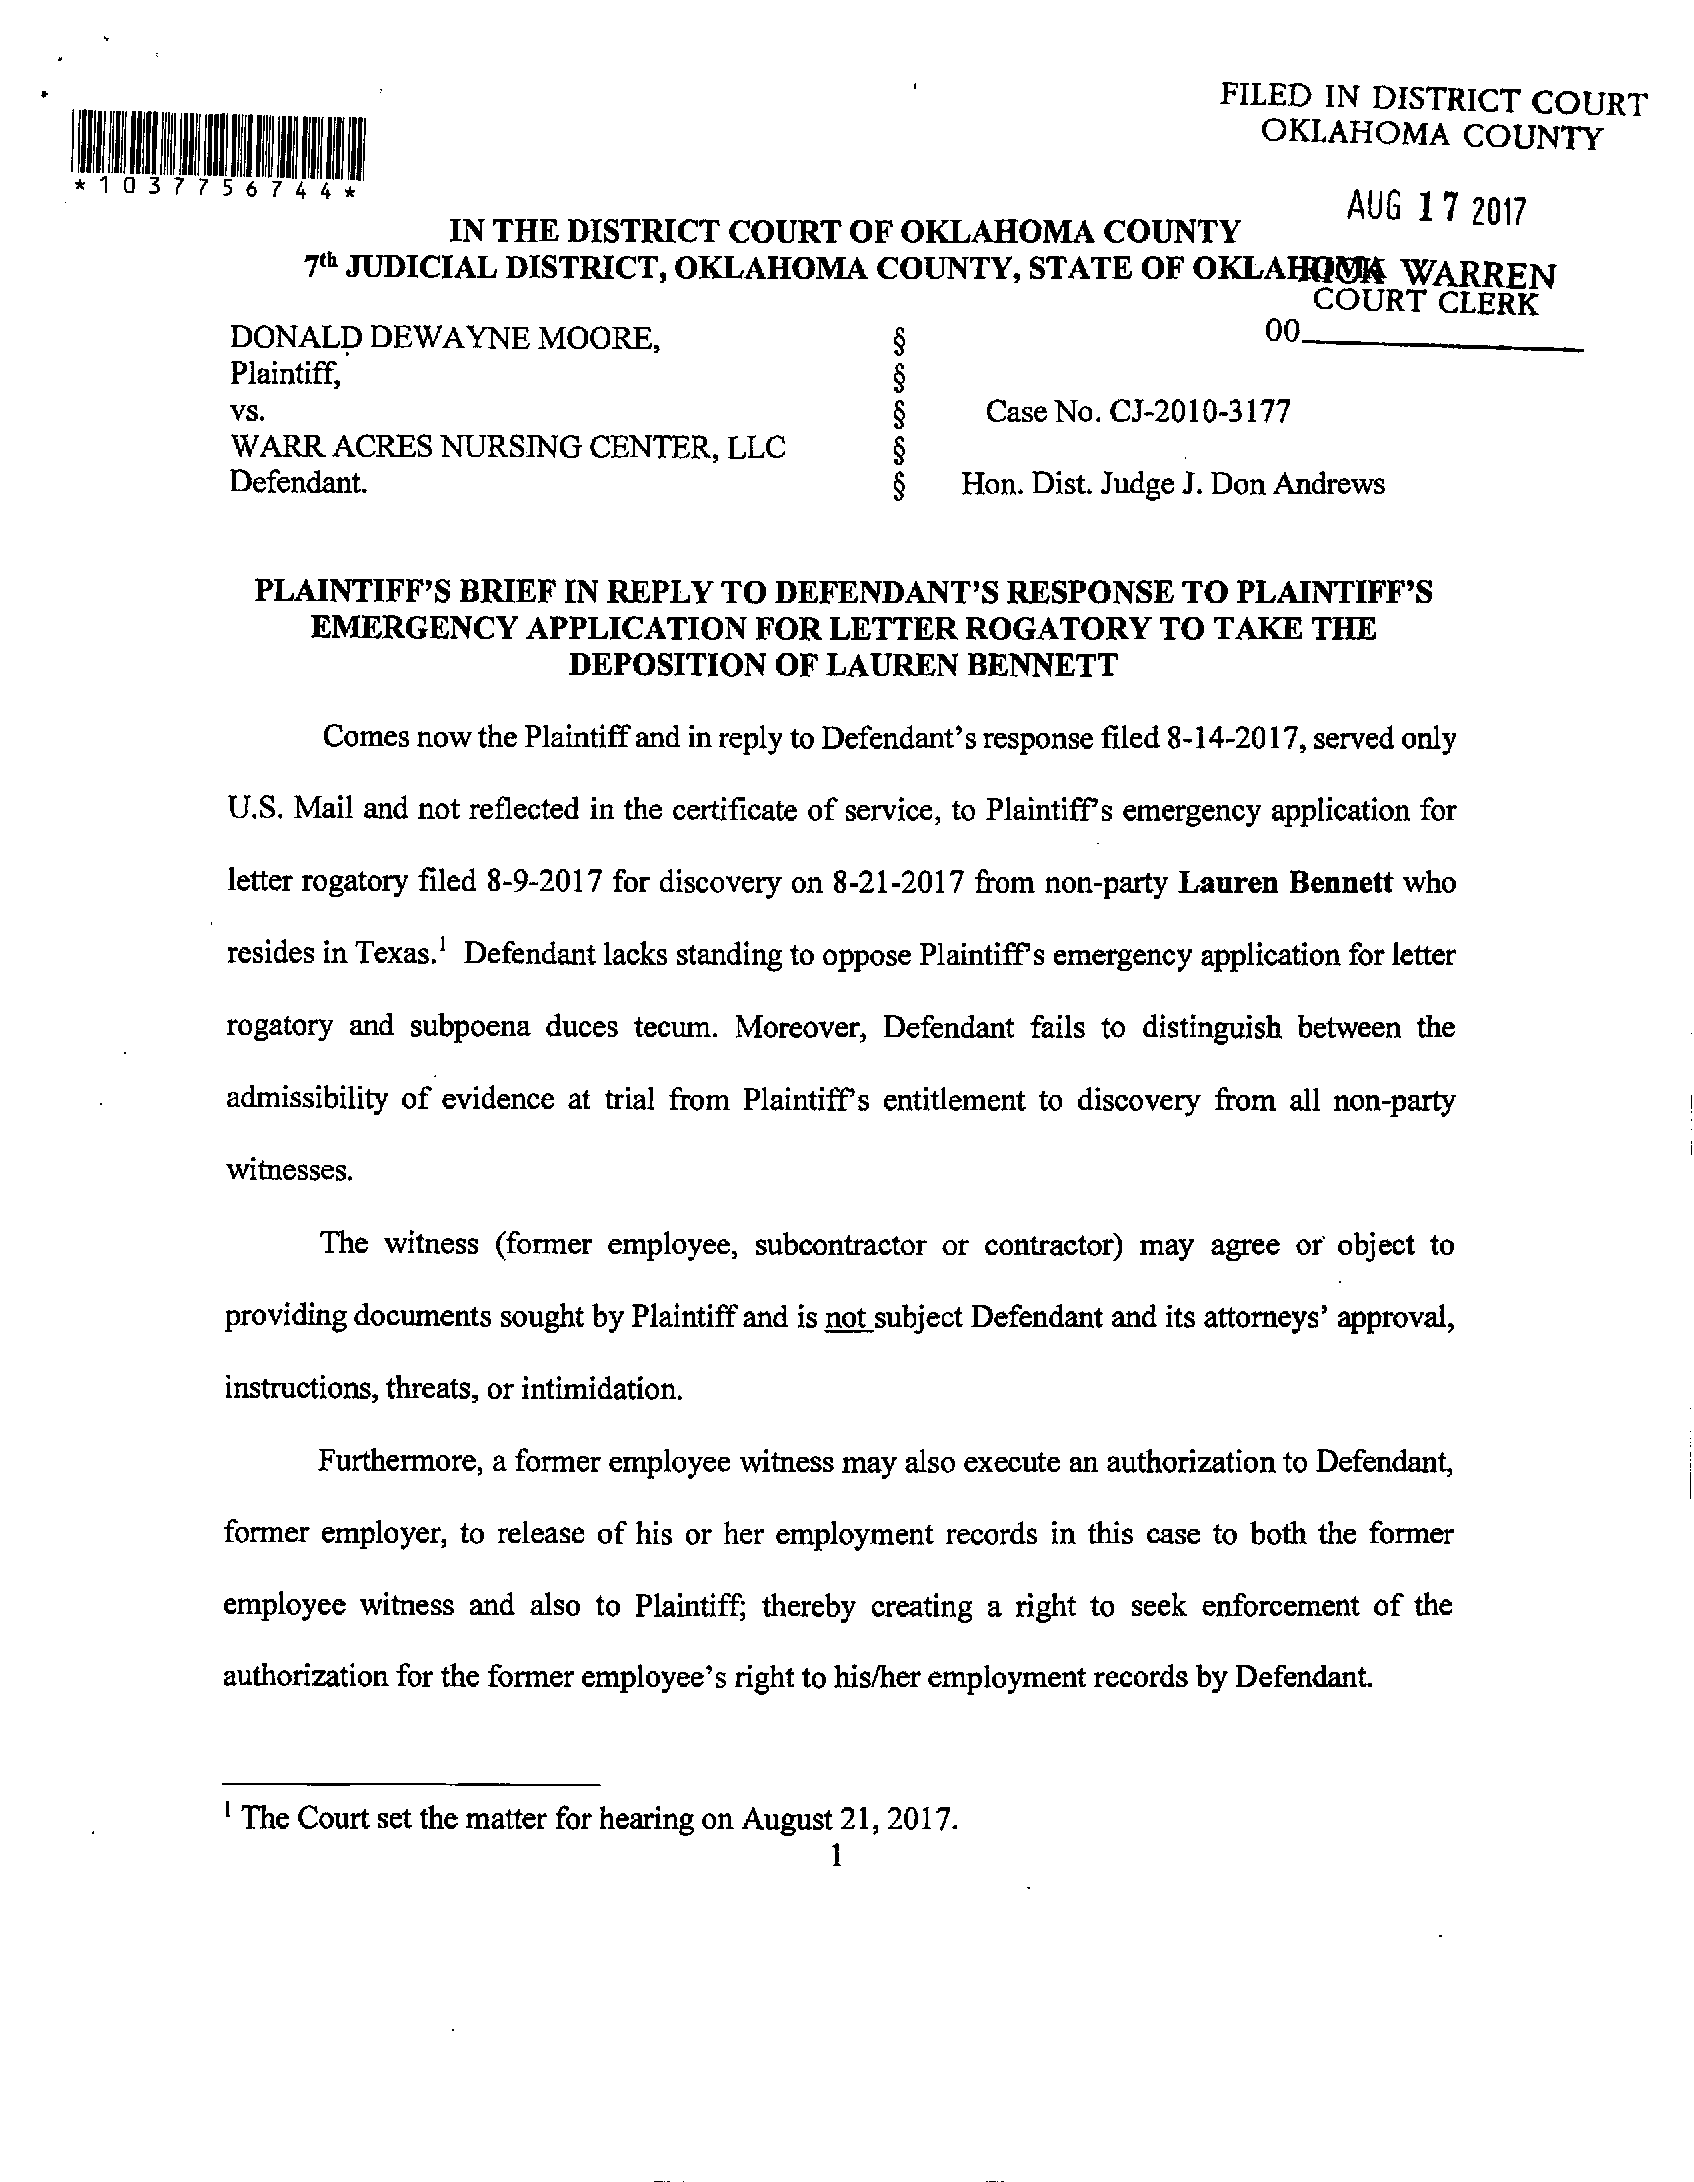 FILED IN DISTRICT COURT
OKLAHOMA COUNTY
*1037756744*
AUG 17 2017
IN THE DISTRICT COURT OF OKLAHOMA COUNTY
7th JUDICIAL DISTRICT, OKLAHOMA COUNTY, STATE OF OKLAHOMA
WARREN
COURT CLERK
00
DONALD DEWAYNE MOORE, §
Plaintiff, §
vs. § Case No. CJ-2010-3177
WARR ACRES NURSING CENTER, LLC §
Defendant. § Hon. Dist. Judge J. Don Andrews
PLAINTIFF'S BRIEF IN REPLY TO DEFENDANT'S RESPONSE TO PLAINTIFF'S
EMERGENCY APPLICATION FOR LETTER ROGATORY TO TAKE THE
DEPOSITION OF LAUREN BENNETT
Comes now the Plaintiff and in reply to Defendant's response filed 8-14-2017, served only
U.S. Mail and not reflected in the certificate of service, to Plaintiff's emergency application for
letter rogatory filed 8-9-2017 for discovery on 8-21-2017 from non-party Lauren Bennett who
resides in Texas.1 Defendant lacks standing to oppose Plaintiff's emergency application for letter
rogatory and subpoena duces tecum. Moreover, Defendant fails to distinguish between the
admissibility of evidence at trial from Plaintiff's entitlement to discovery from all non-party
witnesses.
The witness (former employee, subcontractor or contractor) may agree or object to
providing documents sought by Plaintiff and is not subject Defendant and its attorneys' approval,
instructions, threats, or intimidation.
Furthermore, a former employee witness may also execute an authorization to Defendant,
former employer, to release of his or her employment records in this case to both the former
employee witness and also to Plaintiff; thereby creating a right to seek enforcement of the
authorization for the former employee's right to his/her employment records by Defendant.
1 The Court set the matter for hearing on August 21, 2017.
1